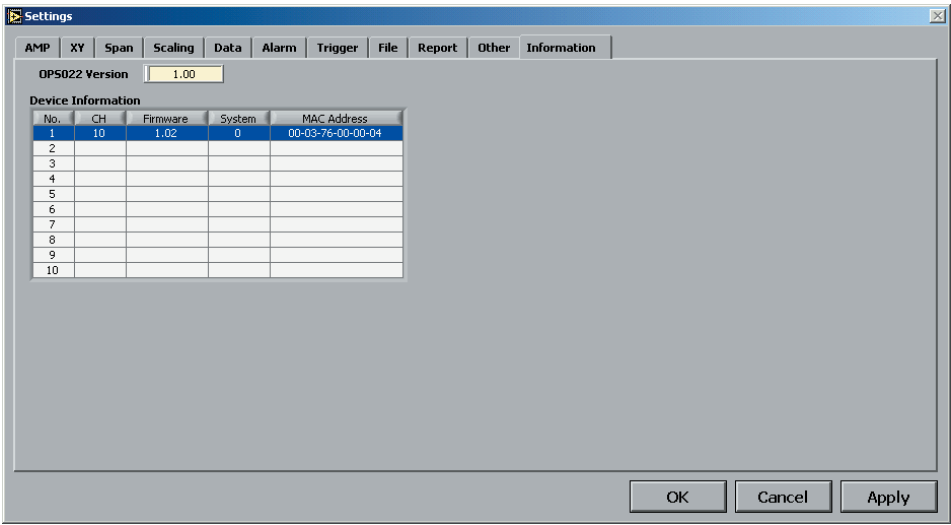 Settings
AMP XY Span Scaling Data Alarm Trigger File Report Other Information
OPS022 Version 1.00
Device Information
No. CH Firmware System MAC Address
1 10 1.02 0 00-03-76-00-00-04
2
3
4
5
6
7
8
9
10
OK Cancel Apply